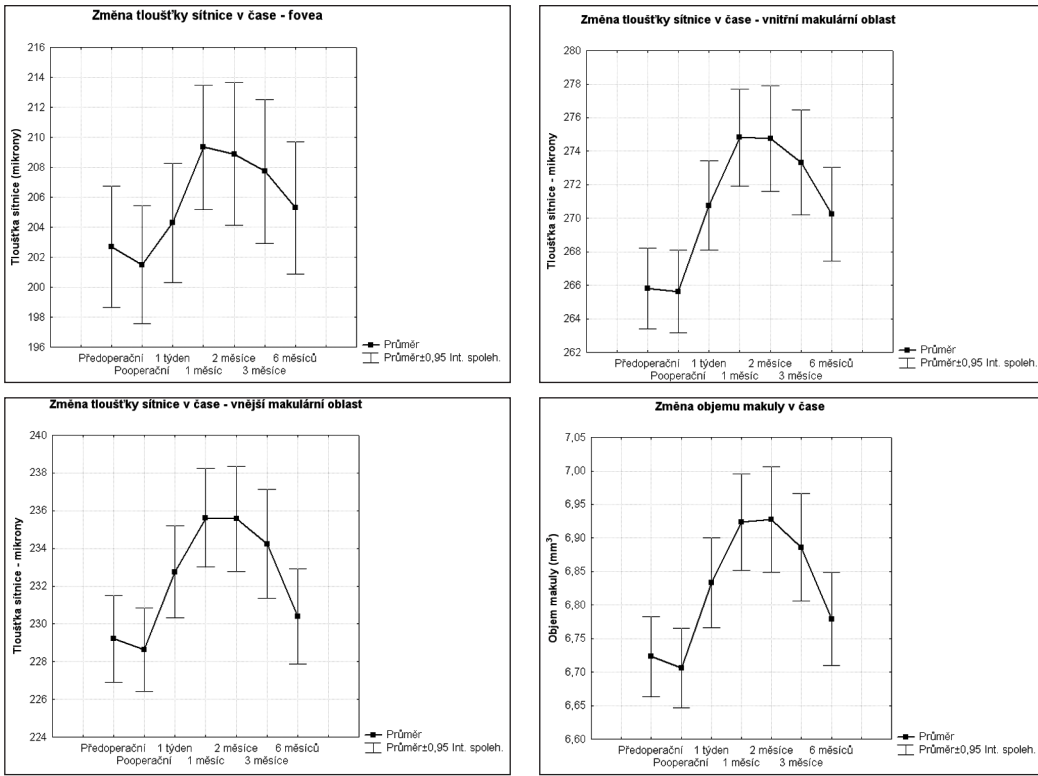 Změna tloušťky sítnice v čase - fovea
Tloušťka sítnice (mikrony)
216
214
212
210
208
206
204
202
200
198
196
Předoperační 1 týden 2 měsíce 6 měsíců
Pooperační 1 měsíc 3 měsíce
Průměr
Průměr±0,95 Int. spoleh.
Změna tloušťky sítnice v čase - vnitřní makulární oblast
Tloušťka sítnice - mikrony
280
278
276
274
272
270
268
266
264
262
Předoperační 1 týden 2 měsíce 6 měsíců
Pooperační 1 měsíc 3 měsíce
Průměr
Průměr±0,95 Int. spoleh.
Změna tloušťky sítnice v čase - vnější makulární oblast
Tloušťka sítnice - mikrony
240
238
236
234
232
230
228
226
224
Předoperační 1 týden 2 měsíce 6 měsíců
Pooperační 1 měsíc 3 měsíce
Průměr
Průměr±0,95 Int. spoleh.
Změna objemu makuly v čase
Objem makuly (mm³)
7,05
7,00
6,95
6,90
6,85
6,80
6,75
6,70
6,65
6,60
Předoperační 1 týden 2 měsíce 6 měsíců
Pooperační 1 měsíc 3 měsíce
Průměr
Průměr±0,95 Int. spoleh.